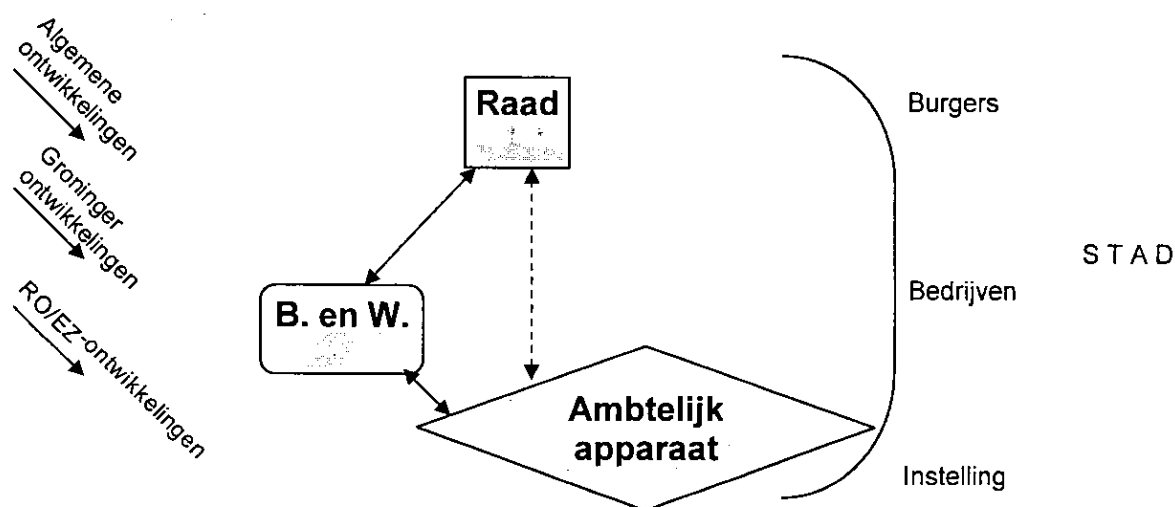 Algemene
ontwikkelingen
Groninger
ontwikkelingen
RO/EZ-ontwikkelingen
Raad
B. en W.
Ambtelijk
apparaat
Burgers
Bedrijven
Instelling
STAD